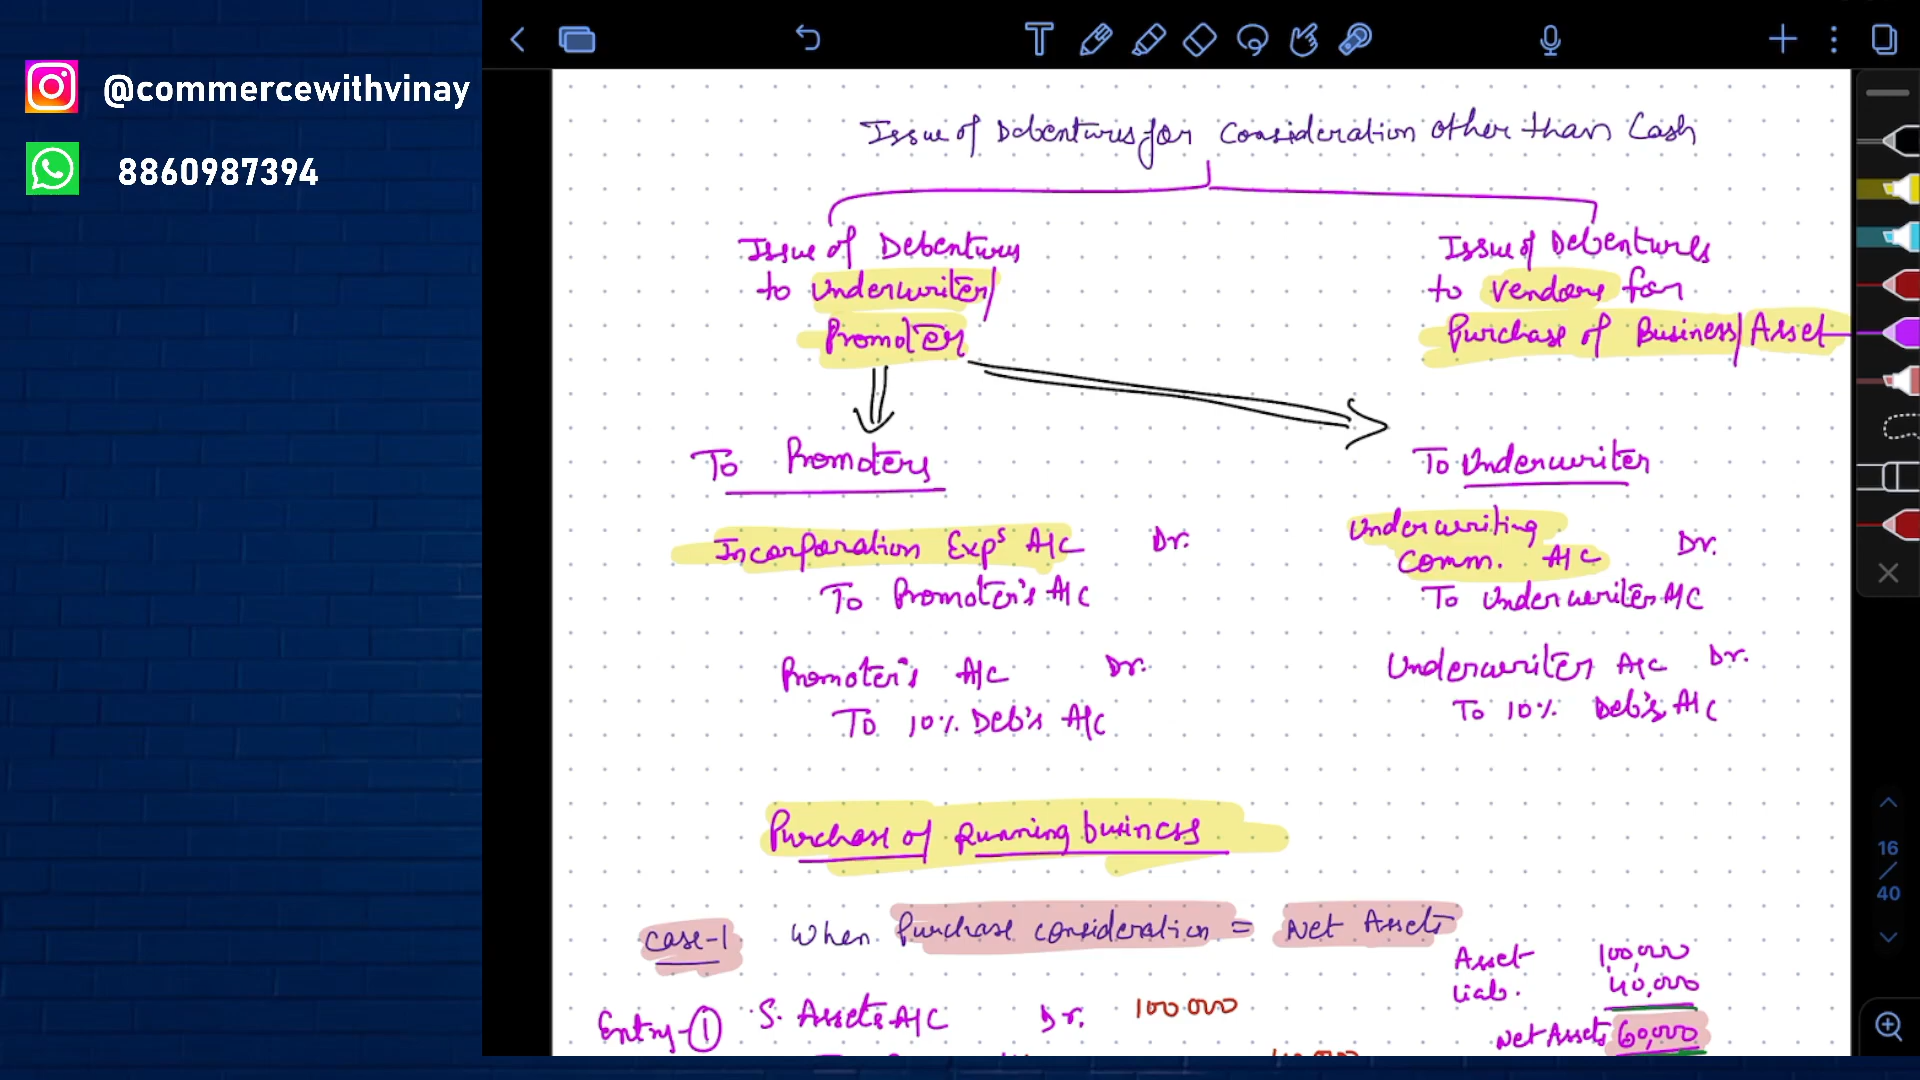 @commercewithvinay
8860987394
Issue of Debentures for Consideration other than Cash
Issue of Debentures
to Underwriter/
Promoter
Issue of Debentures
to Vendors for
Purchase of Business/Asset
To Promoters
Incorporation Exps A/C Dr.
To Promoter's A/C
Promoter's A/C Dr.
To 10% Deb's A/C
To Underwriter
Underwriting
Comm. A/C Dr.
To Underwriter A/C
Underwriter A/C Dr.
To 10% Deb's A/C
Purchase of Running business
Case-1 When Purchase consideration = Net Assets
Asset 1,00,000
Liab. 40,000
Net Assets 60,000
Entry-① S. Assets A/C Dr. 100000
16
/
40